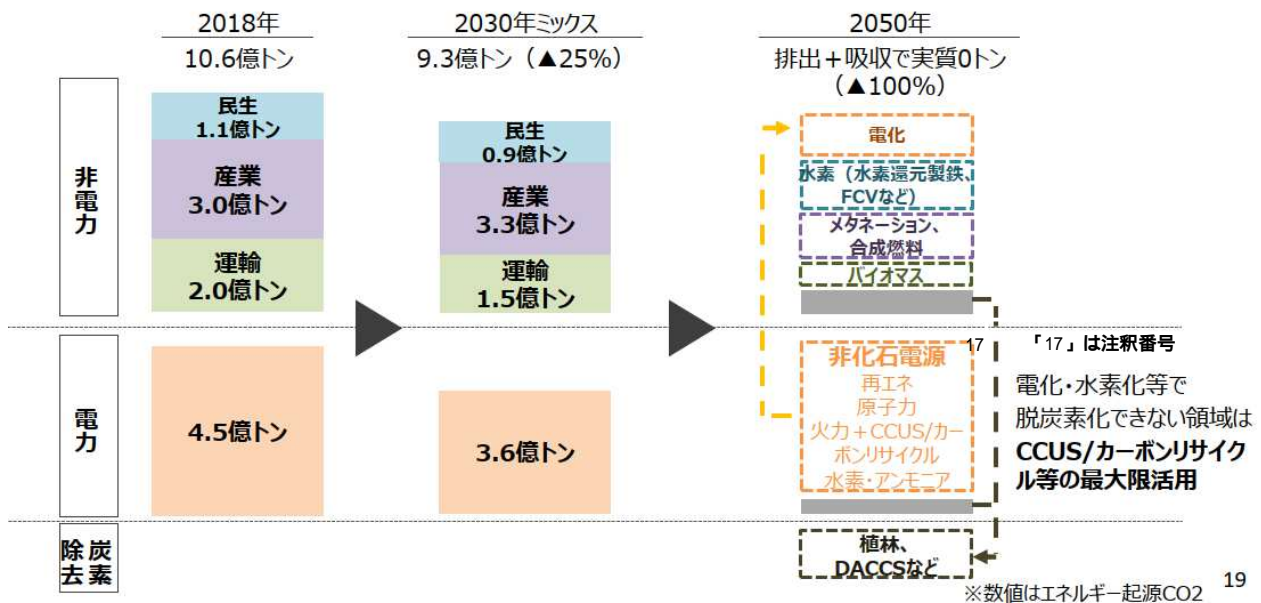 2018年
10.6億トン
2030年ミックス
9.3億トン（▲25%）
2050年
排出＋吸収で実質0トン
（▲100%）
非電力
民生
1.1億トン
産業
3.0億トン
運輸
2.0億トン
民生
0.9億トン
産業
3.3億トン
運輸
1.5億トン
電化
水素（水素還元製鉄、
FCVなど）
メタネーション、
合成燃料
バイオマス
電力
4.5億トン
3.6億トン
非化石電源
17
再エネ
原子力
火力＋CCUS/カー
ボンリサイクル
水素・アンモニア
「17」は注釈番号
電化・水素化等で
脱炭素化できない領域は
CCUS/カーボンリサイク
ル等の最大限活用
炭素
除去
植林、
DACCSなど
※数値はエネルギー起源CO2
19